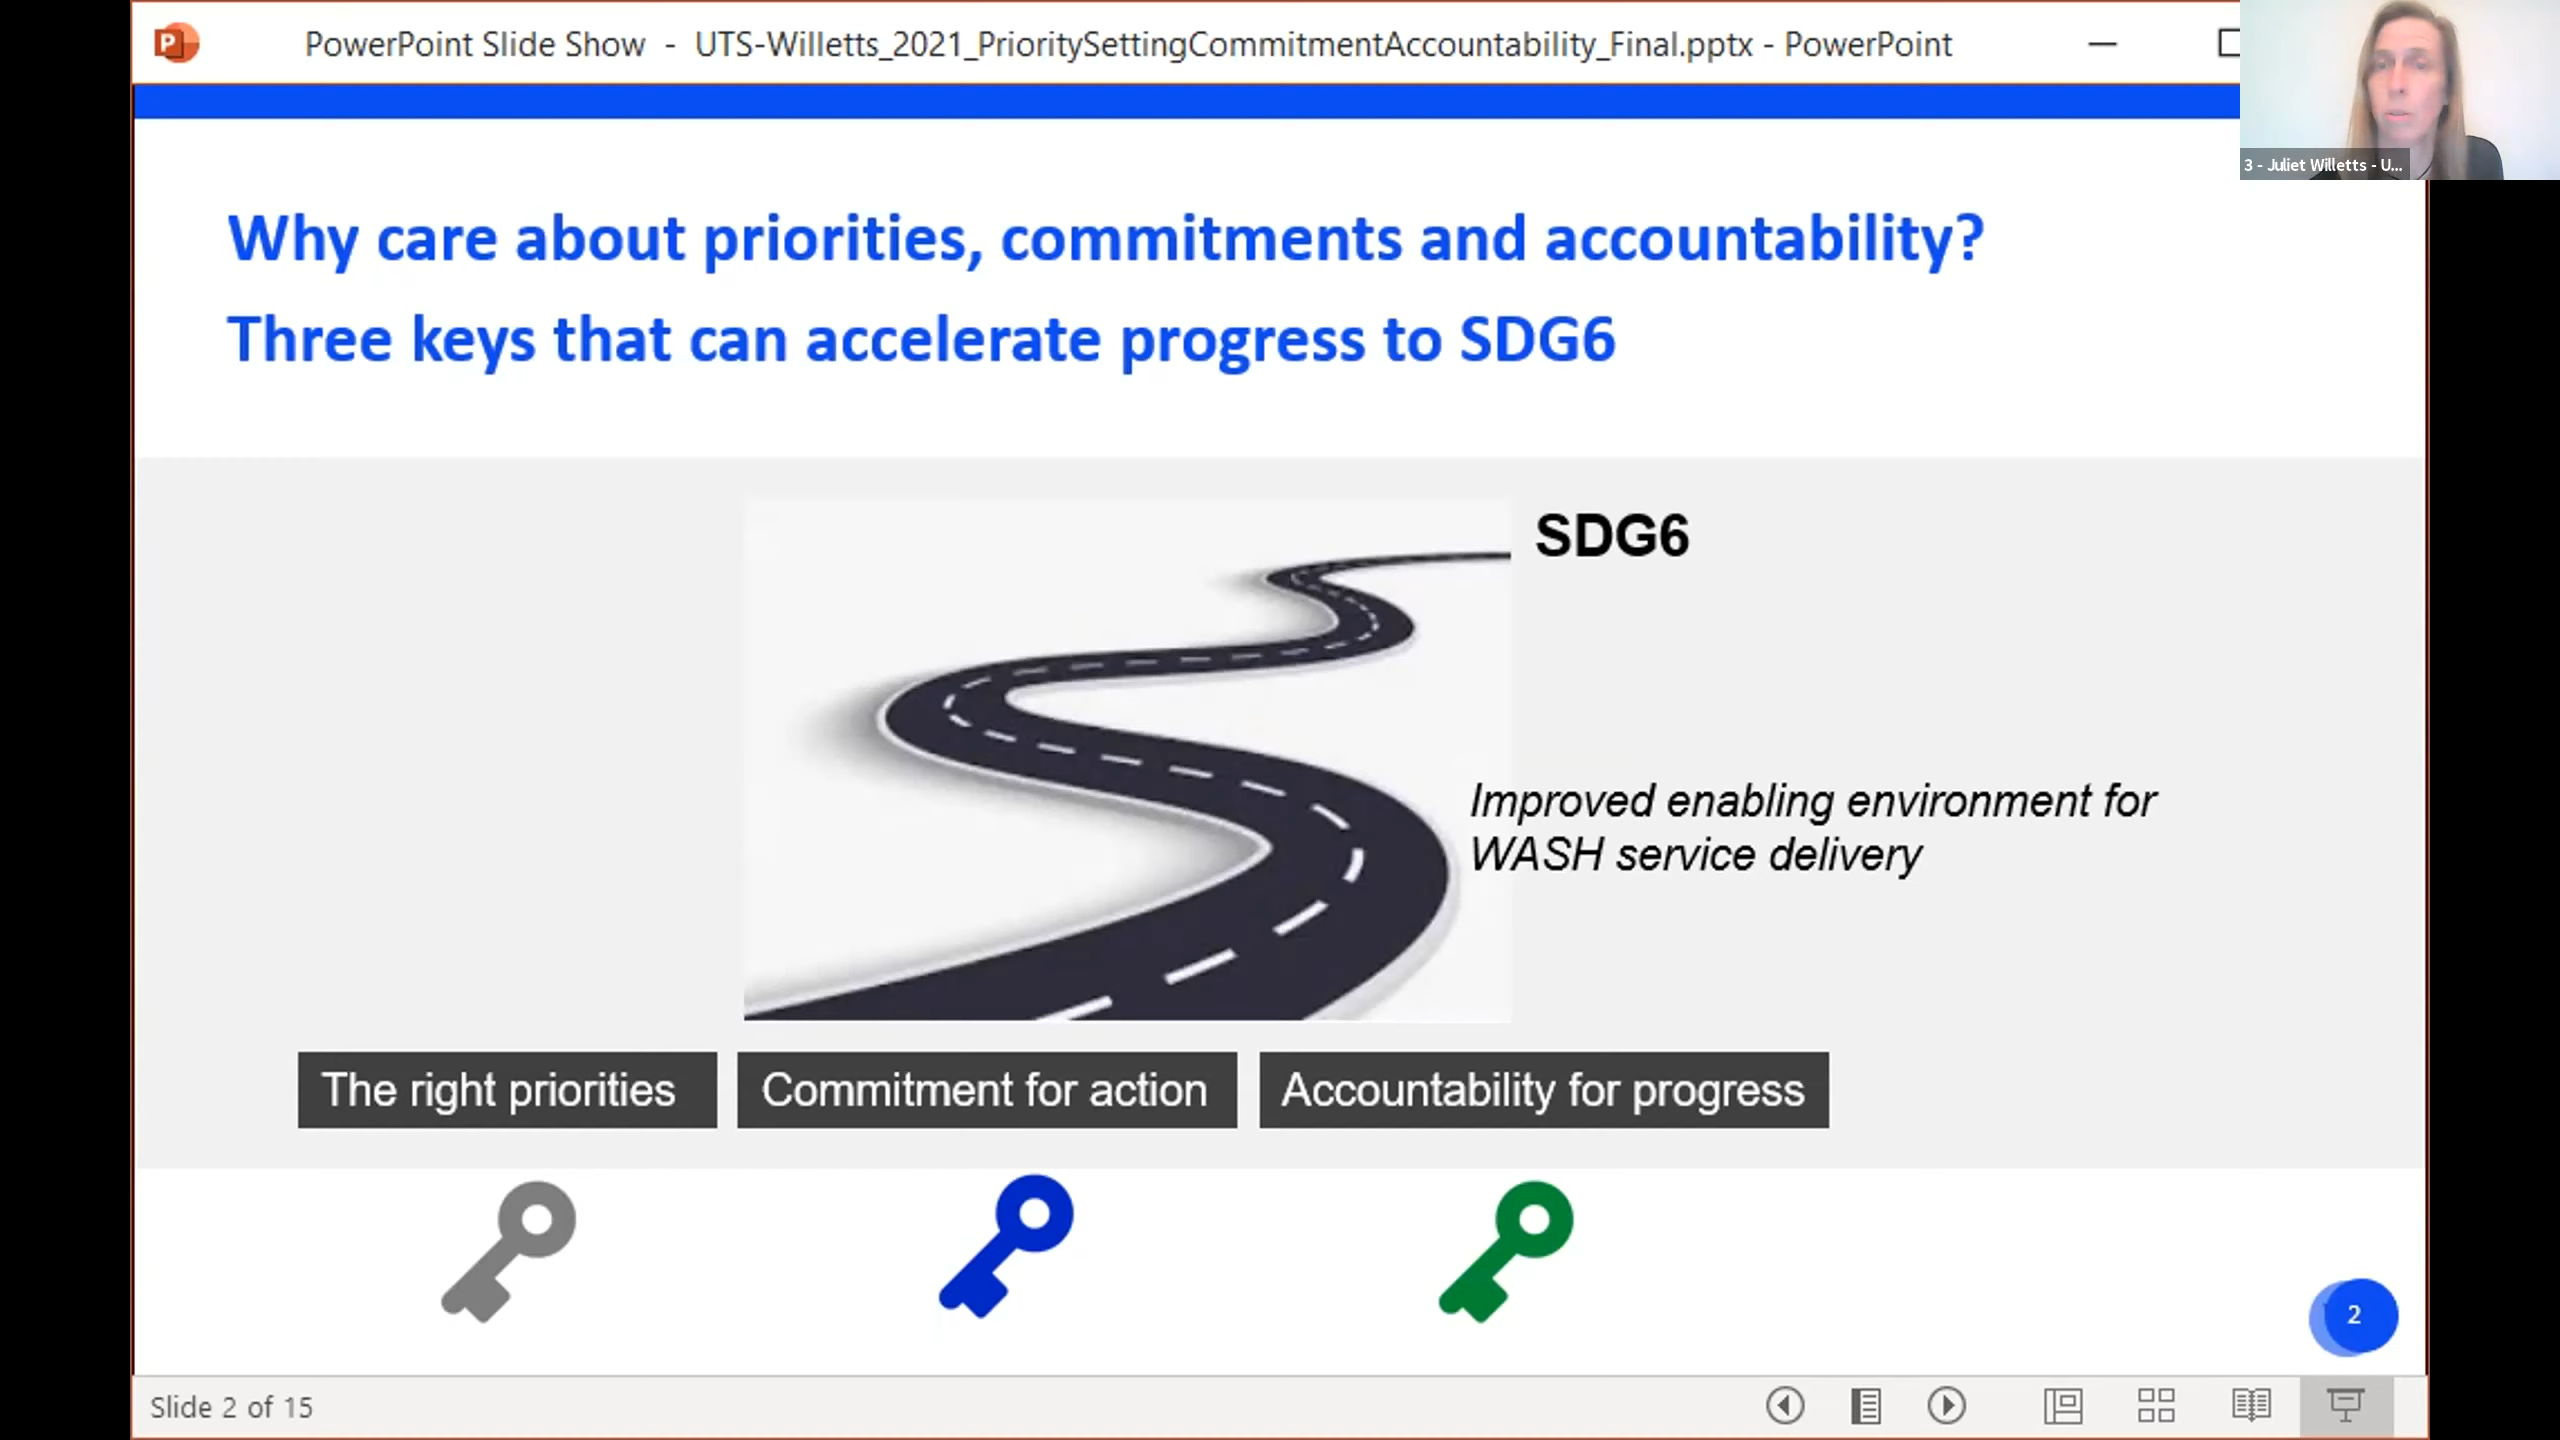 PowerPoint Slide Show - UTS-Willetts_2021_PrioritySettingCommitmentAccountability_Final.pptx - PowerPoint
3 - Juliet Willetts - U...
Why care about priorities, commitments and accountability?
Three keys that can accelerate progress to SDG6
SDG6
Improved enabling environment for
WASH service delivery
The right priorities
Commitment for action
Accountability for progress
2
Slide 2 of 15